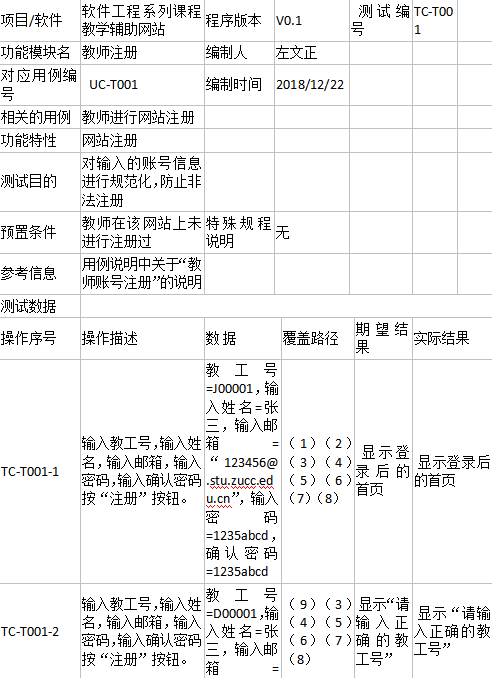 项目/软件 软件工程系列课程教学辅助网站 程序版本 V0.1 测试编号 TC-T001
功能模块名 教师注册 编制人 左文正
对应用例编号 UC-T001 编制时间 2018/12/22
相关的用例 教师进行网站注册
功能特性 网站注册
测试目的 对输入的账号信息进行规范化,防止非法注册
预置条件 教师在该网站上未进行注册过 特殊规程说明 无
参考信息 用例说明中关于“教师账号注册”的说明
测试数据
操作序号 操作描述 数据 覆盖路径 期望结果 实际结果
TC-T001-1 输入教工号,输入姓名,输入邮箱,输入密码,输入确认密码按“注册”按钮。 教工号=J00001,输入姓名=张三,输入邮箱=“123456@.stu.zucc.edu.cn”,输入密码=1235abcd,确认密码=1235abcd (1)(2)(3)(4)(5)(6)(7)(8) 显示登录后的首页 显示登录后的首页
TC-T001-2 输入教工号,输入姓名,输入邮箱,输入密码,输入确认密码按“注册”按钮。 教工号=D00001,输入姓名=张三,输入邮箱= (9)(3)(4)(5)(6)(7)(8) 显示“请输入正确的教工号” 显示“请输入正确的教工号”